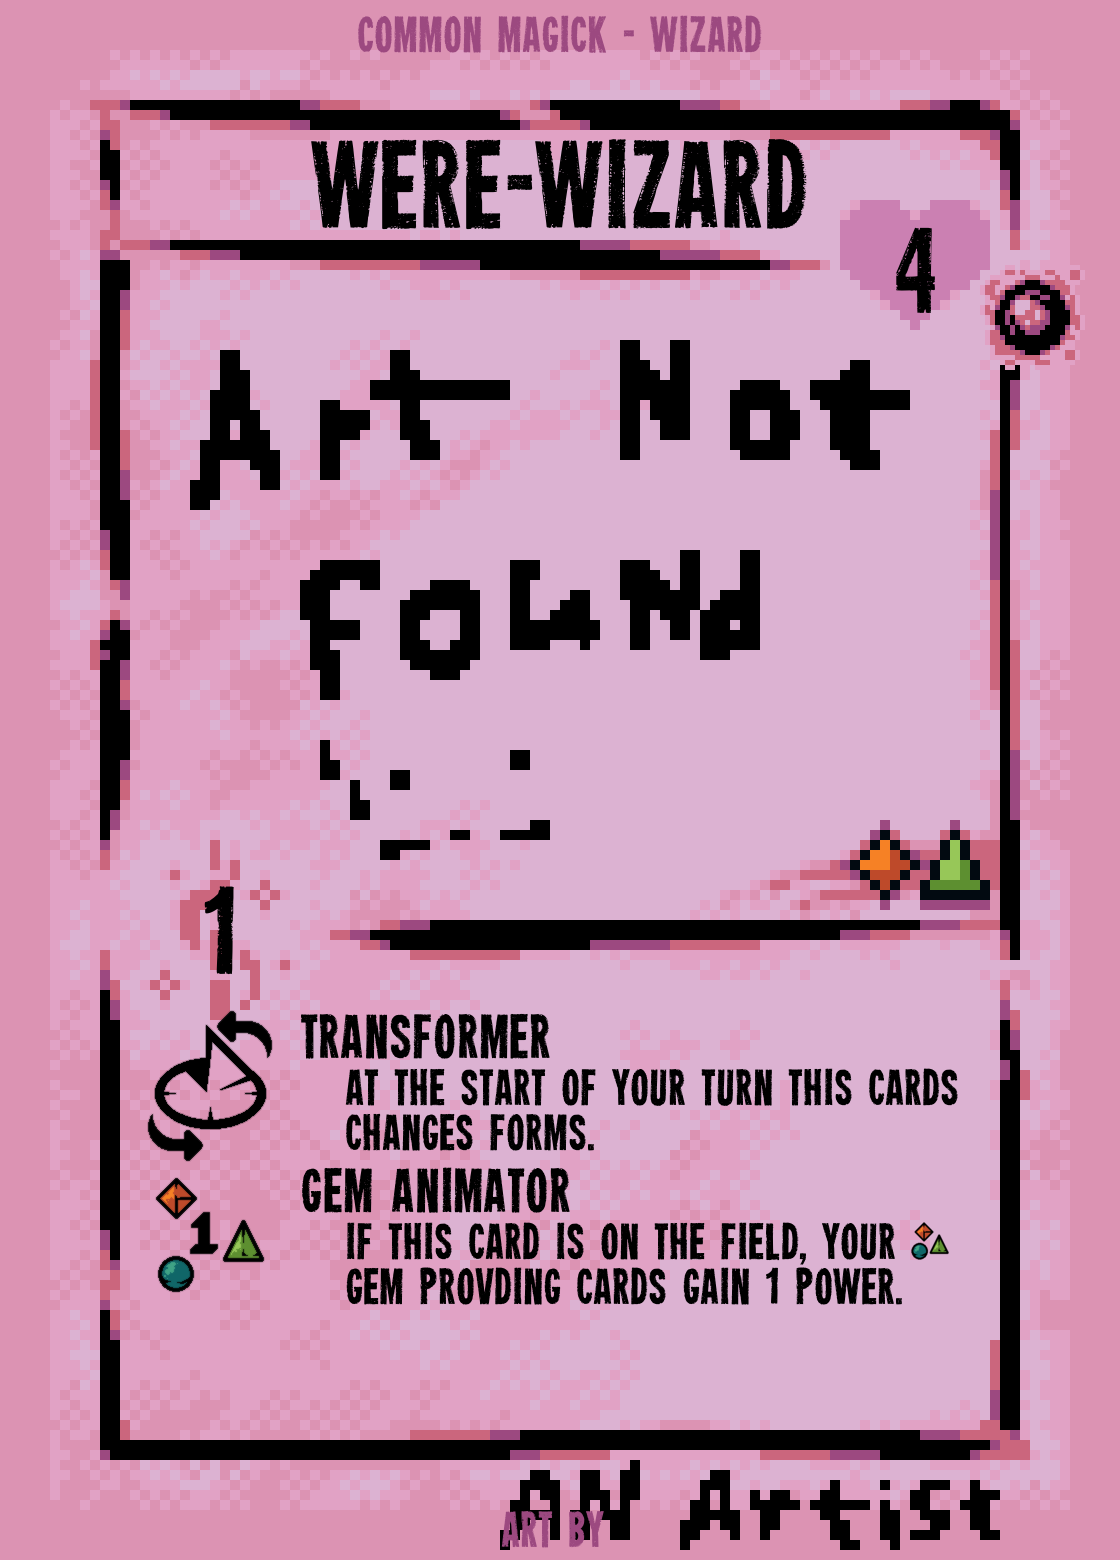 COMMON MAGICK - WIZARD
WERE-WIZARD
4
Art Not
Found
1
TRANSFORMER
AT THE START OF YOUR TURN THIS CARDS
CHANGES FORMS.
GEM ANIMATOR
1
IF THIS CARD IS ON THE FIELD, YOUR
GEM PROVDING CARDS GAIN 1 POWER.
AN Artist
ART BY